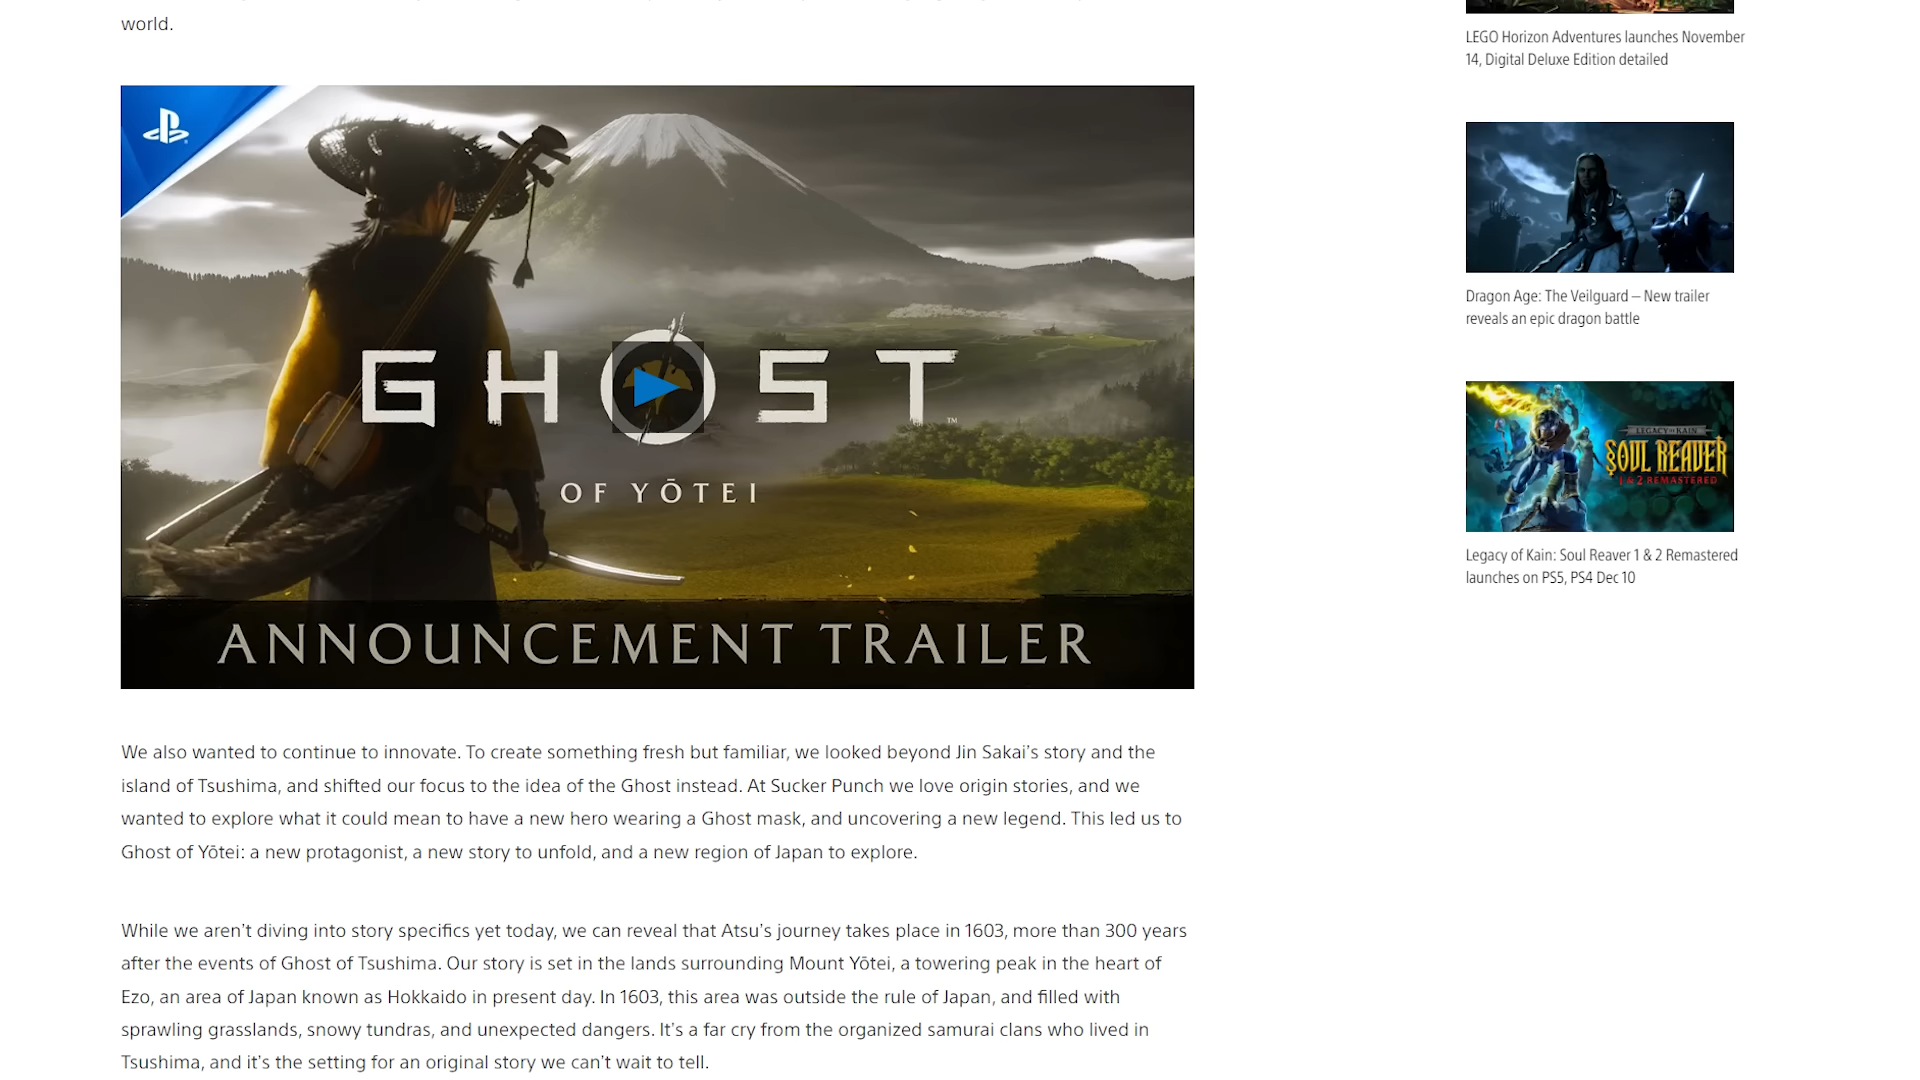 world.
GHOST™
OF YŌTEI
ANNOUNCEMENT TRAILER
We also wanted to continue to innovate. To create something fresh but familiar, we looked beyond Jin Sakai’s story and the
island of Tsushima, and shifted our focus to the idea of the Ghost instead. At Sucker Punch we love origin stories, and we
wanted to explore what it could mean to have a new hero wearing a Ghost mask, and uncovering a new legend. This led us to
Ghost of Yōtei: a new protagonist, a new story to unfold, and a new region of Japan to explore.
While we aren’t diving into story specifics yet today, we can reveal that Atsu’s journey takes place in 1603, more than 300 years
after the events of Ghost of Tsushima. Our story is set in the lands surrounding Mount Yōtei, a towering peak in the heart of
Ezo, an area of Japan known as Hokkaido in present day. In 1603, this area was outside the rule of Japan, and filled with
sprawling grasslands, snowy tundras, and unexpected dangers. It’s a far cry from the organized samurai clans who lived in
Tsushima, and it’s the setting for an original story we can’t wait to tell.
LEGO Horizon Adventures launches November
14, Digital Deluxe Edition detailed
Dragon Age: The Veilguard – New trailer
reveals an epic dragon battle
LEGACY OF KAIN
SOUL REAVER
1 & 2 REMASTERED
Legacy of Kain: Soul Reaver 1 & 2 Remastered
launches on PS5, PS4 Dec 10